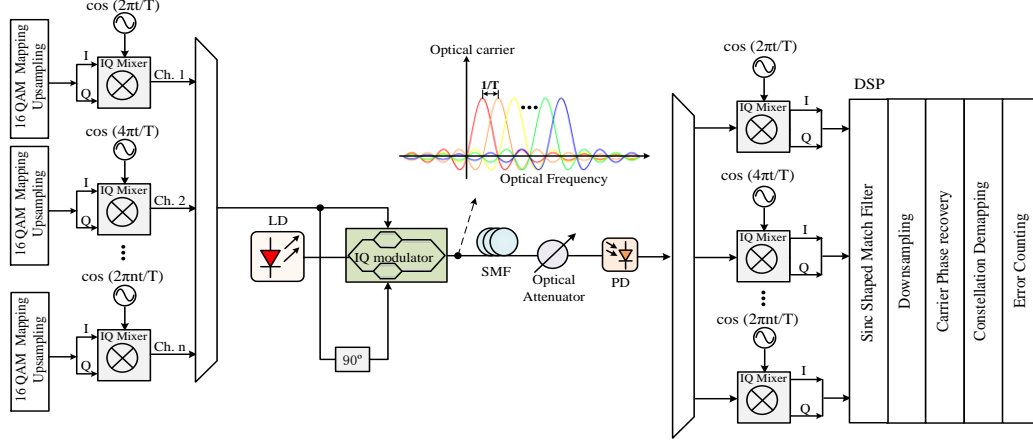 cos (2πt/T)
16 QAM Mapping
Upsampling
I
Q
IQ Mixer
Ch. 1
cos (4πt/T)
16 QAM Mapping
Upsampling
I
Q
IQ Mixer
Ch. 2
cos (2πnt/T)
16 QAM Mapping
Upsampling
I
Q
IQ Mixer
Ch. n
LD
IQ modulator
90°
Optical carrier
1/T
Optical Frequency
SMF
Optical
Attenuator
PD
cos (2πt/T)
IQ Mixer
I
Q
cos (4πt/T)
IQ Mixer
I
Q
cos (2πnt/T)
IQ Mixer
I
Q
DSP
Sinc Shaped Match Filter
Downsampling
Carrier Phase recovery
Constellation Demapping
Error Counting